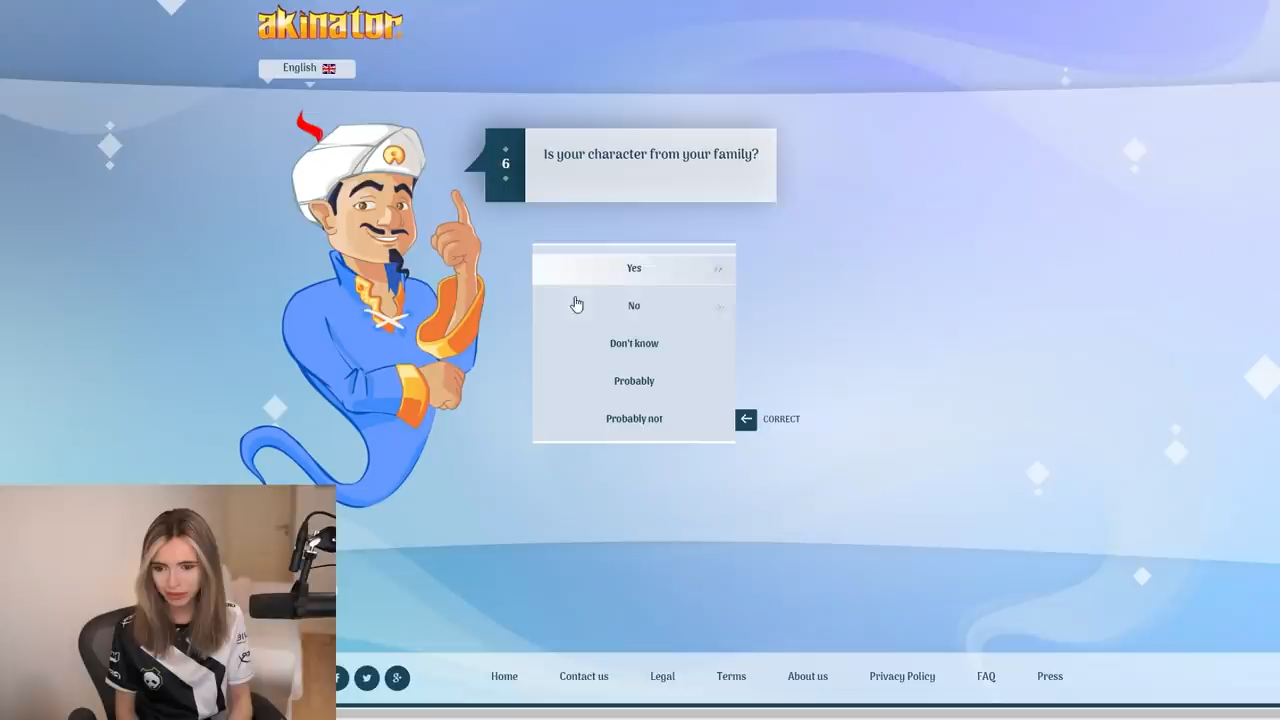 akinator
English
6
Is your character from your family?
Yes
No
Don't know
Probably
Probably not
CORRECT
Home
Contact us
Legal
Terms
About us
Privacy Policy
FAQ
Press